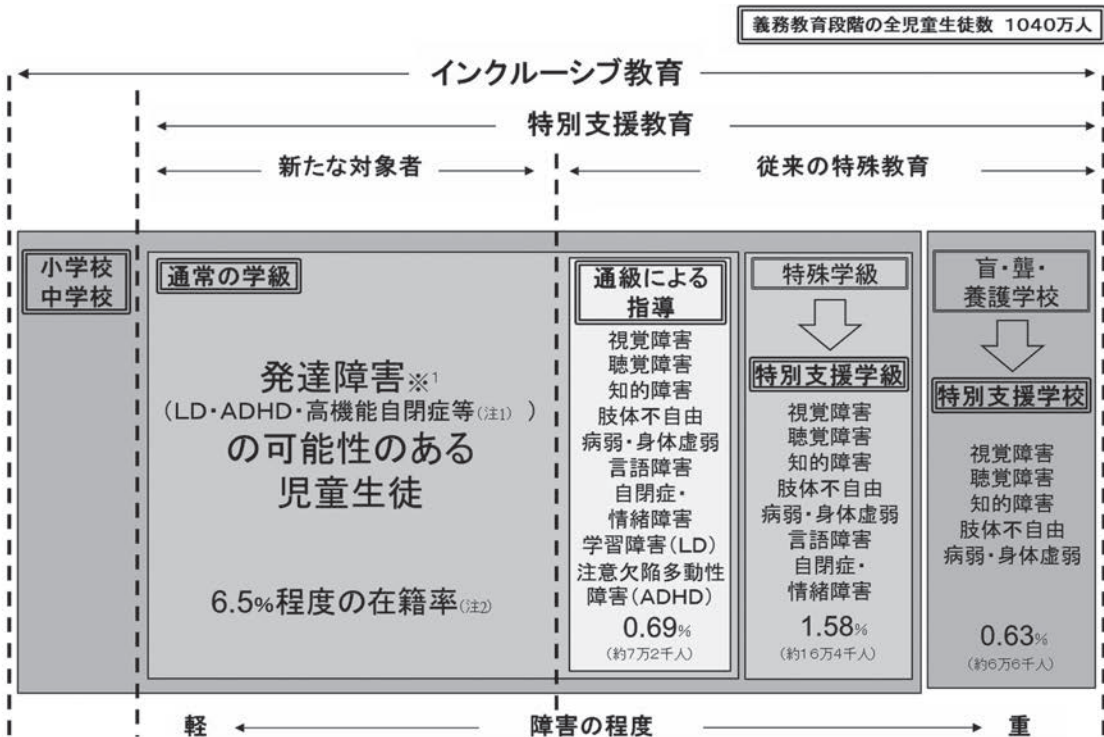 義務教育段階の全児童生徒数 1040万人
インクルーシブ教育
特別支援教育
新たな対象者
従来の特殊教育
小学校
中学校
通常の学級
発達障害※1
(LD・ADHD・高機能自閉症等(注1) )
の可能性のある
児童生徒
6.5%程度の在籍率(注2)
通級による
指導
視覚障害
聴覚障害
知的障害
肢体不自由
病弱・身体虚弱
言語障害
自閉症・
情緒障害
学習障害(LD)
注意欠陥多動性
障害(ADHD)
0.69%
(約7万2千人)
特殊学級
特別支援学級
視覚障害
聴覚障害
知的障害
肢体不自由
病弱・身体虚弱
言語障害
自閉症・
情緒障害
1.58%
(約16万4千人)
盲・聾・
養護学校
特別支援学校
視覚障害
聴覚障害
知的障害
肢体不自由
病弱・身体虚弱
0.63%
(約6万6千人)
軽 障害の程度 重